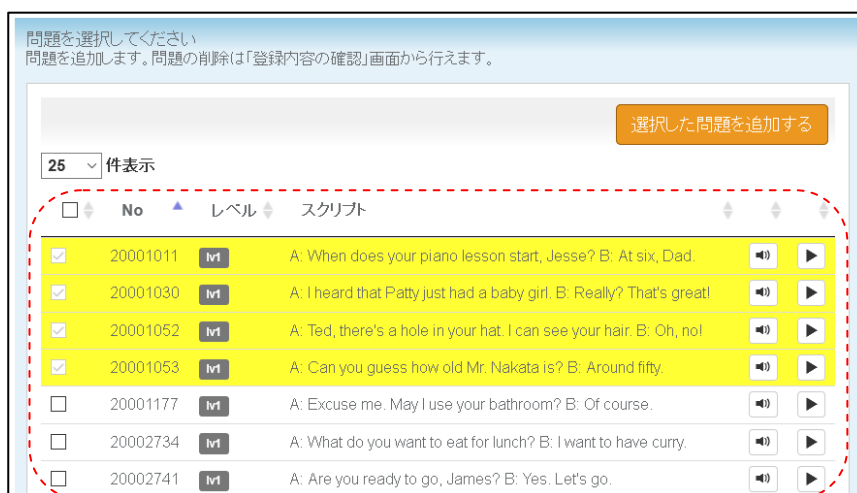 問題を選択してください
問題を追加します。問題の削除は「登録内容の確認」画面から行えます。
選択した問題を追加する
25 件表示
No レベル スクリプト
20001011 lv1 A: When does your piano lesson start, Jesse? B: At six, Dad.
20001030 lv1 A: I heard that Patty just had a baby girl. B: Really? That's great!
20001052 lv1 A: Ted, there's a hole in your hat. I can see your hair. B: Oh, no!
20001053 lv1 A: Can you guess how old Mr. Nakata is? B: Around fifty.
20001177 lv1 A: Excuse me. May I use your bathroom? B: Of course.
20002734 lv1 A: What do you want to eat for lunch? B: I want to have curry.
20002741 lv1 A: Are you ready to go, James? B: Yes. Let's go.